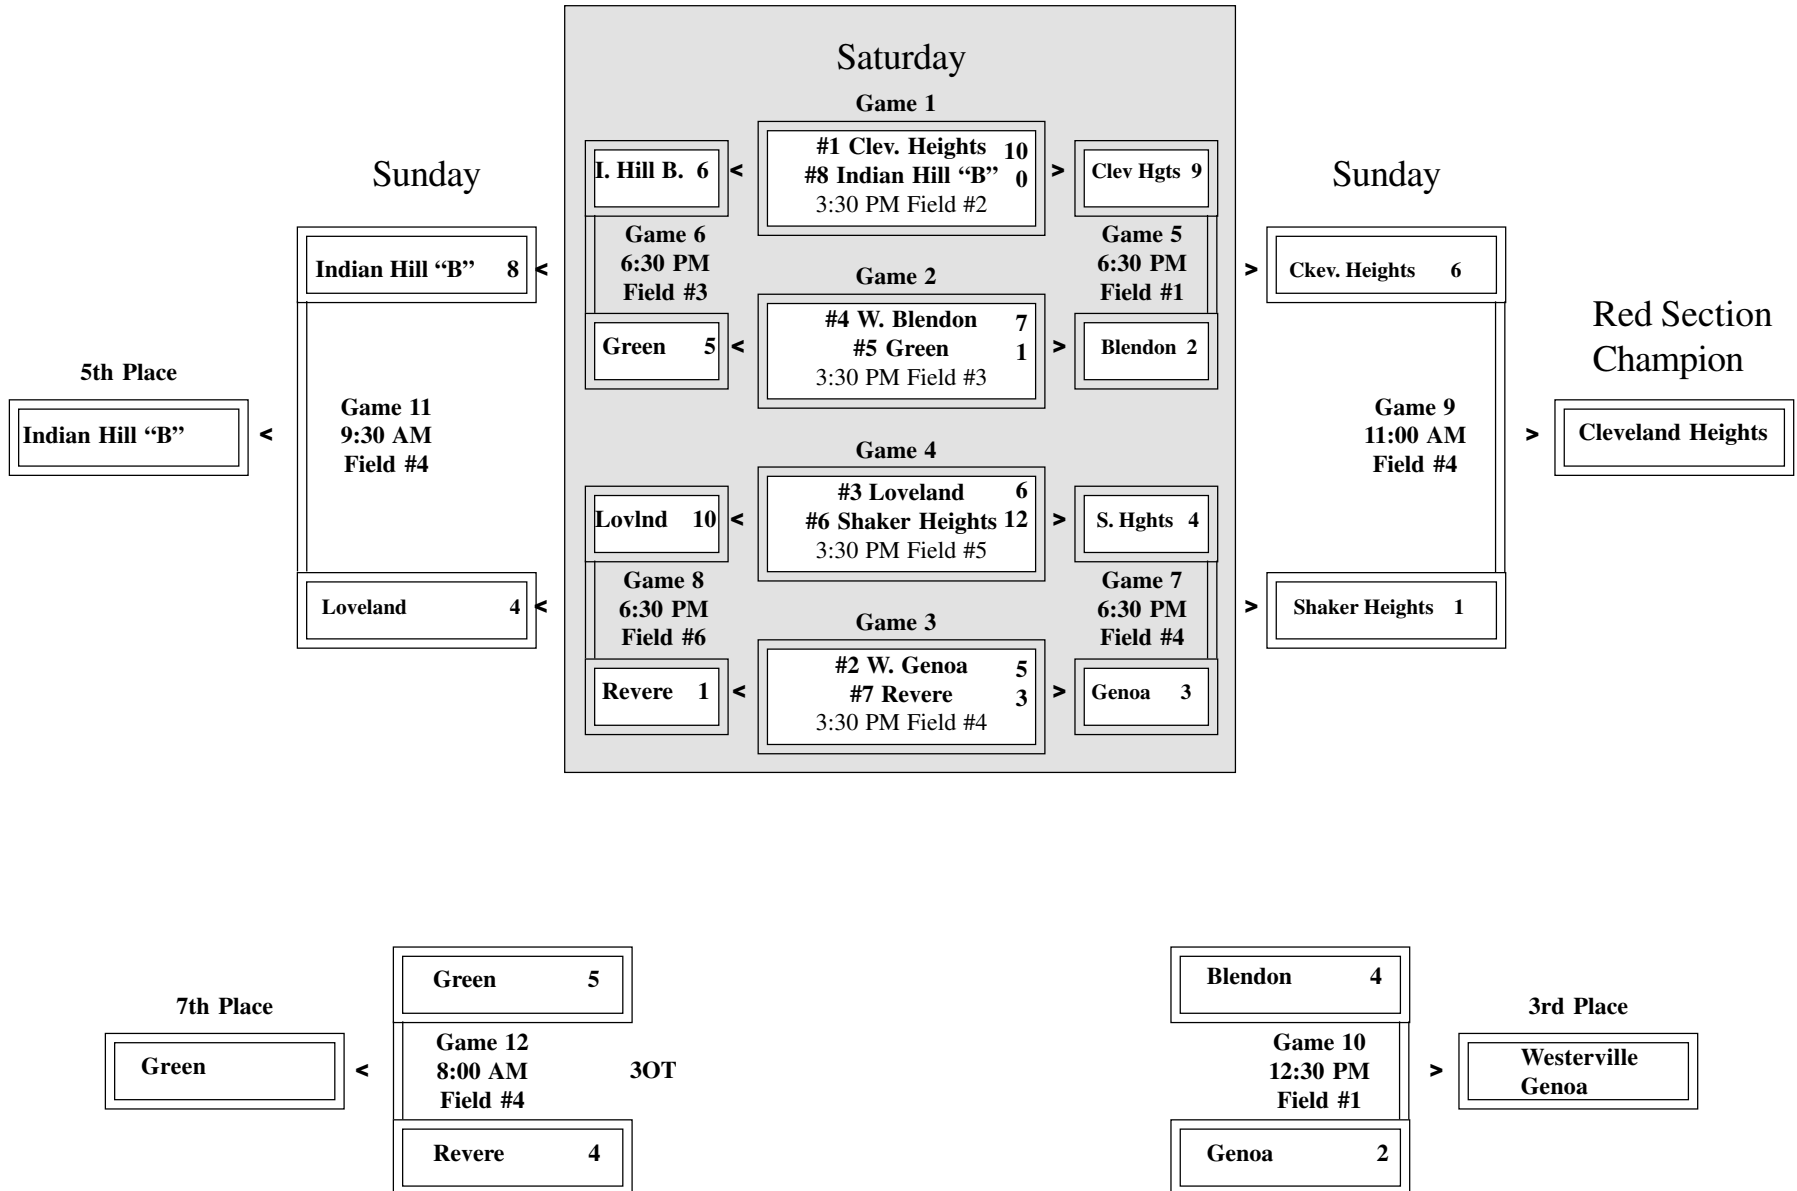 Saturday
Game 1
#1 Clev. Heights 10
#8 Indian Hill “B” 0
3:30 PM Field #2
I. Hill B. 6 <
> Clev Hgts 9
Sunday
Sunday
Game 6
6:30 PM
Field #3
Game 5
6:30 PM
Field #1
Indian Hill “B” 8 <
> Ckev. Heights 6
Game 2
#4 W. Blendon 7
#5 Green 1
3:30 PM Field #3
Green 5 <
> Blendon 2
Red Section
Champion
5th Place
Indian Hill “B” <
Game 11
9:30 AM
Field #4
Game 9
11:00 AM
Field #4
> Cleveland Heights
Game 4
#3 Loveland 6
#6 Shaker Heights 12
3:30 PM Field #5
Lovlnd 10 <
> S. Hghts 4
Game 8
6:30 PM
Field #6
Game 7
6:30 PM
Field #4
Loveland 4 <
> Shaker Heights 1
Game 3
#2 W. Genoa 5
#7 Revere 3
3:30 PM Field #4
Revere 1 <
> Genoa 3
Green 5
7th Place
Green <
Game 12
8:00 AM
Field #4
3OT
Revere 4
Blendon 4
Game 10
12:30 PM
Field #1
3rd Place
> Westerville
Genoa
Genoa 2